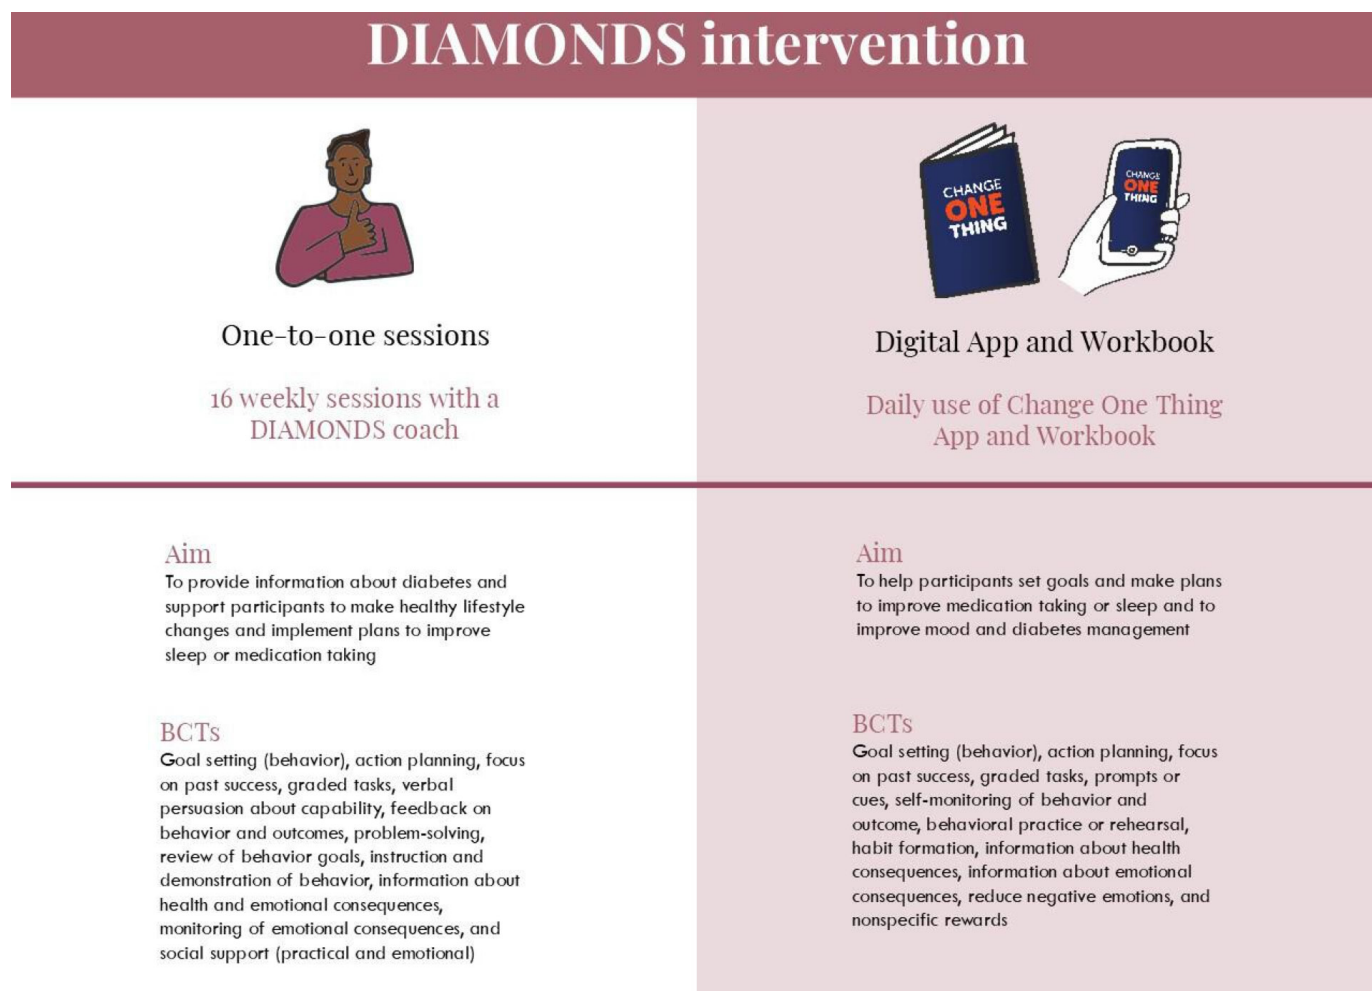 DIAMONDS intervention
CHANGE
ONE
THING
One-to-one sessions
16 weekly sessions with a
DIAMONDS coach
Aim
To provide information about diabetes and
support participants to make healthy lifestyle
changes and implement plans to improve
sleep or medication taking
BCTs
Goal setting (behavior), action planning, focus
on past success, graded tasks, verbal
persuasion about capability, feedback on
behavior and outcomes, problem-solving,
review of behavior goals, instruction and
demonstration of behavior, information about
health and emotional consequences,
monitoring of emotional consequences, and
social support (practical and emotional)
CHANGE
ONE
THING
Digital App and Workbook
Daily use of Change One Thing
App and Workbook
Aim
To help participants set goals and make plans
to improve medication taking or sleep and to
improve mood and diabetes management
BCTs
Goal setting (behavior), action planning, focus
on past success, graded tasks, prompts or
cues, self-monitoring of behavior and
outcome, behavioral practice or rehearsal,
habit formation, information about health
consequences, information about emotional
consequences, reduce negative emotions, and
nonspecific rewards